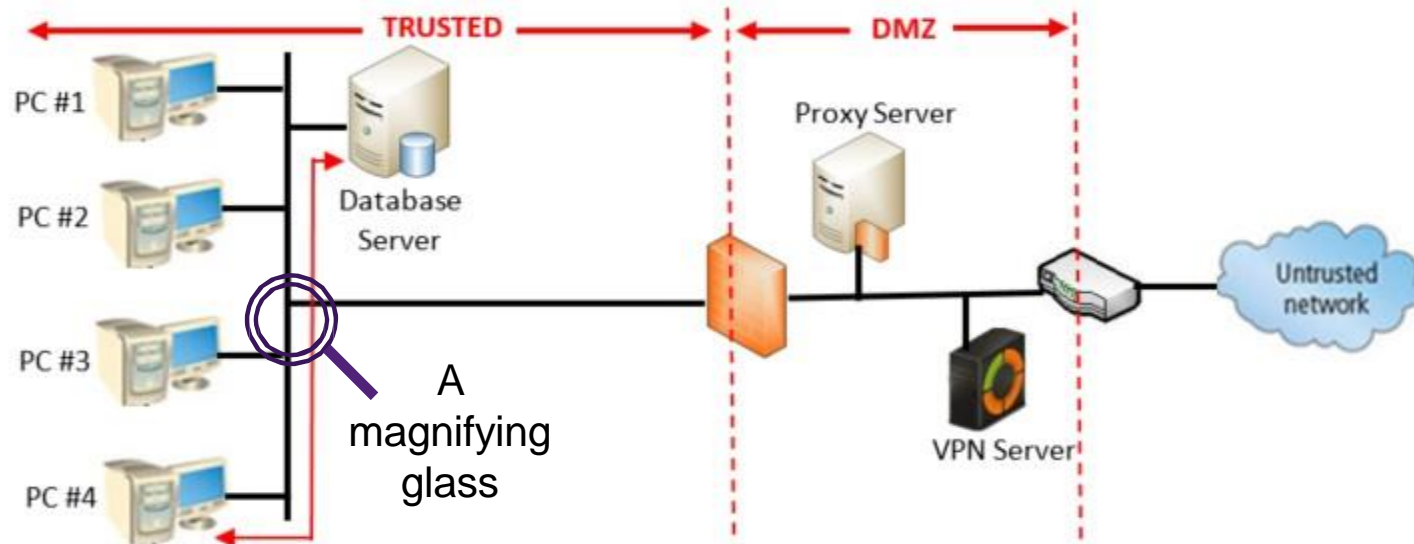 TRUSTED
DMZ
PC #1
Proxy Server
PC #2
Database
Server
Untrusted
network
PC #3
A
magnifying
glass
VPN Server
PC #4